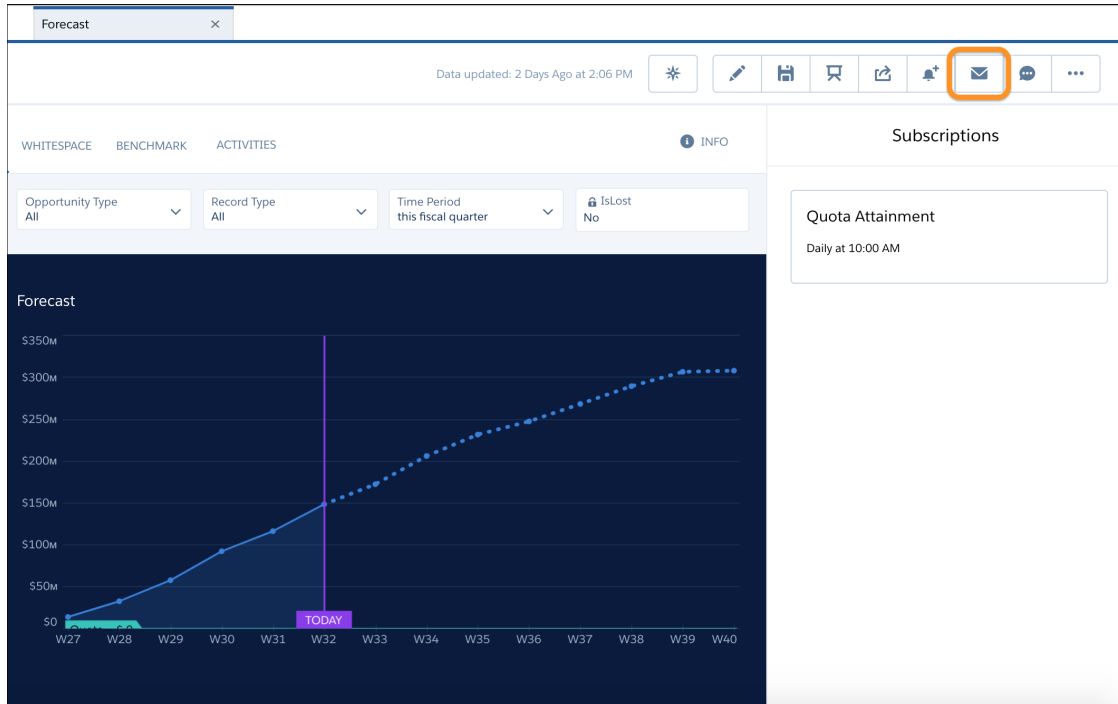 Forecast
Data updated: 2 Days Ago at 2:06 PM
WHITESPACE BENCHMARK ACTIVITIES INFO
Subscriptions
Opportunity Type
All
Record Type
All
Time Period
this fiscal quarter
IsLost
No
Quota Attainment
Daily at 10:00 AM
Forecast
$350M
$300M
$250M
$200M
$150M
$100M
$50M
$0
TODAY
W27 W28 W29 W30 W31 W32 W33 W34 W35 W36 W37 W38 W39 W40